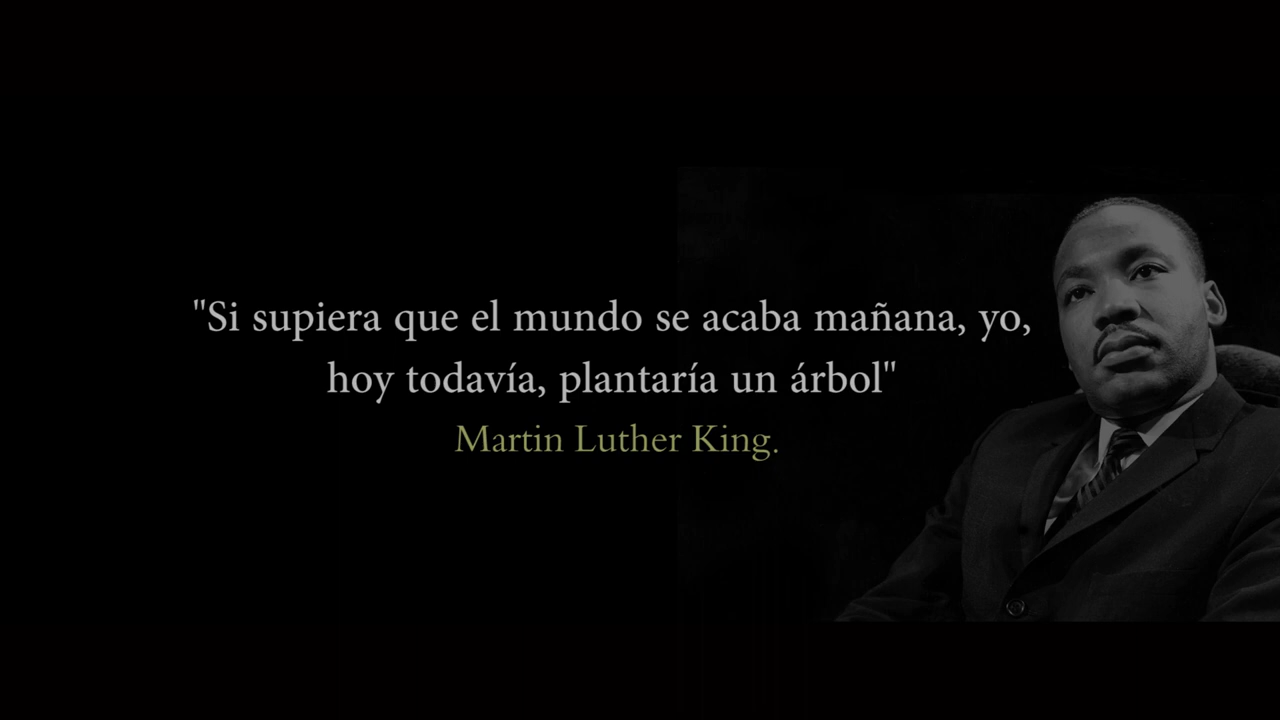 "Si supiera que el mundo se acaba mañana, yo,
hoy todavía, plantaría un árbol"
Martin Luther King.